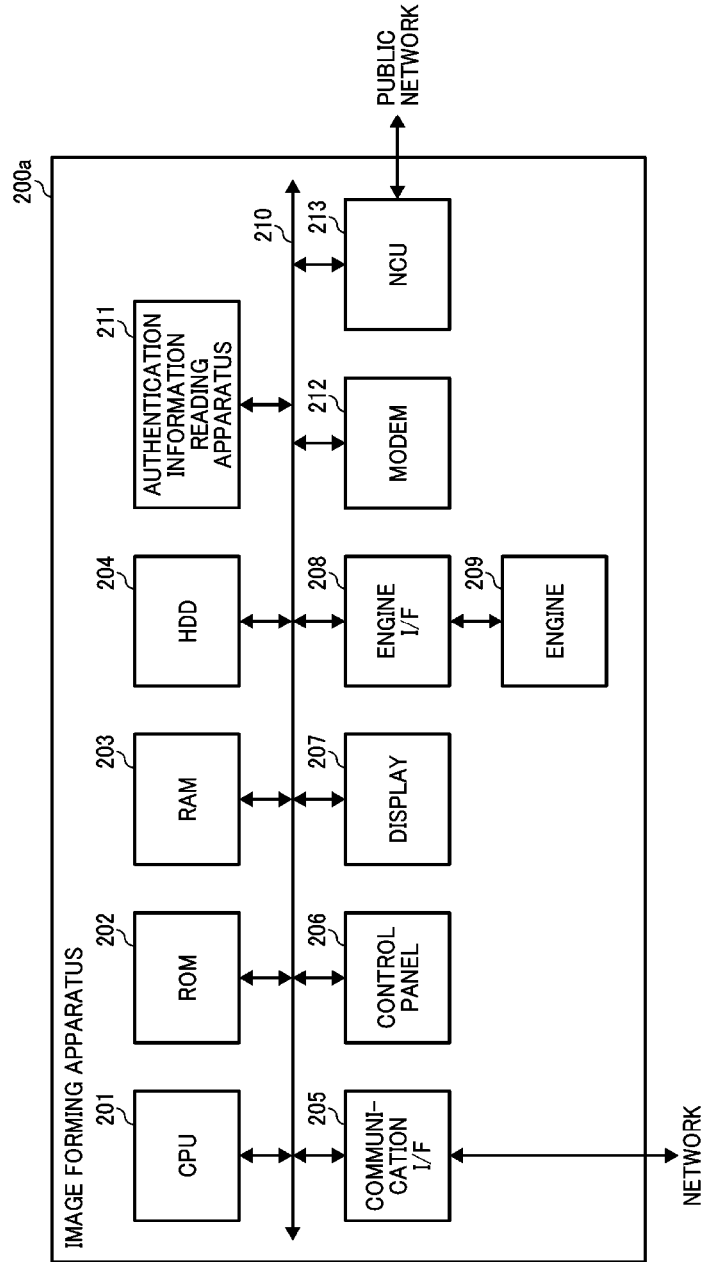 IMAGE FORMING APPARATUS
200a
201
CPU
202
ROM
203
RAM
204
HDD
211
AUTHENTICATION
INFORMATION
READING
APPARATUS
210
205
COMMUNI-
CATION
I/F
206
CONTROL
PANEL
207
DISPLAY
208
ENGINE
I/F
212
MODEM
213
NCU
209
ENGINE
NETWORK
PUBLIC
NETWORK